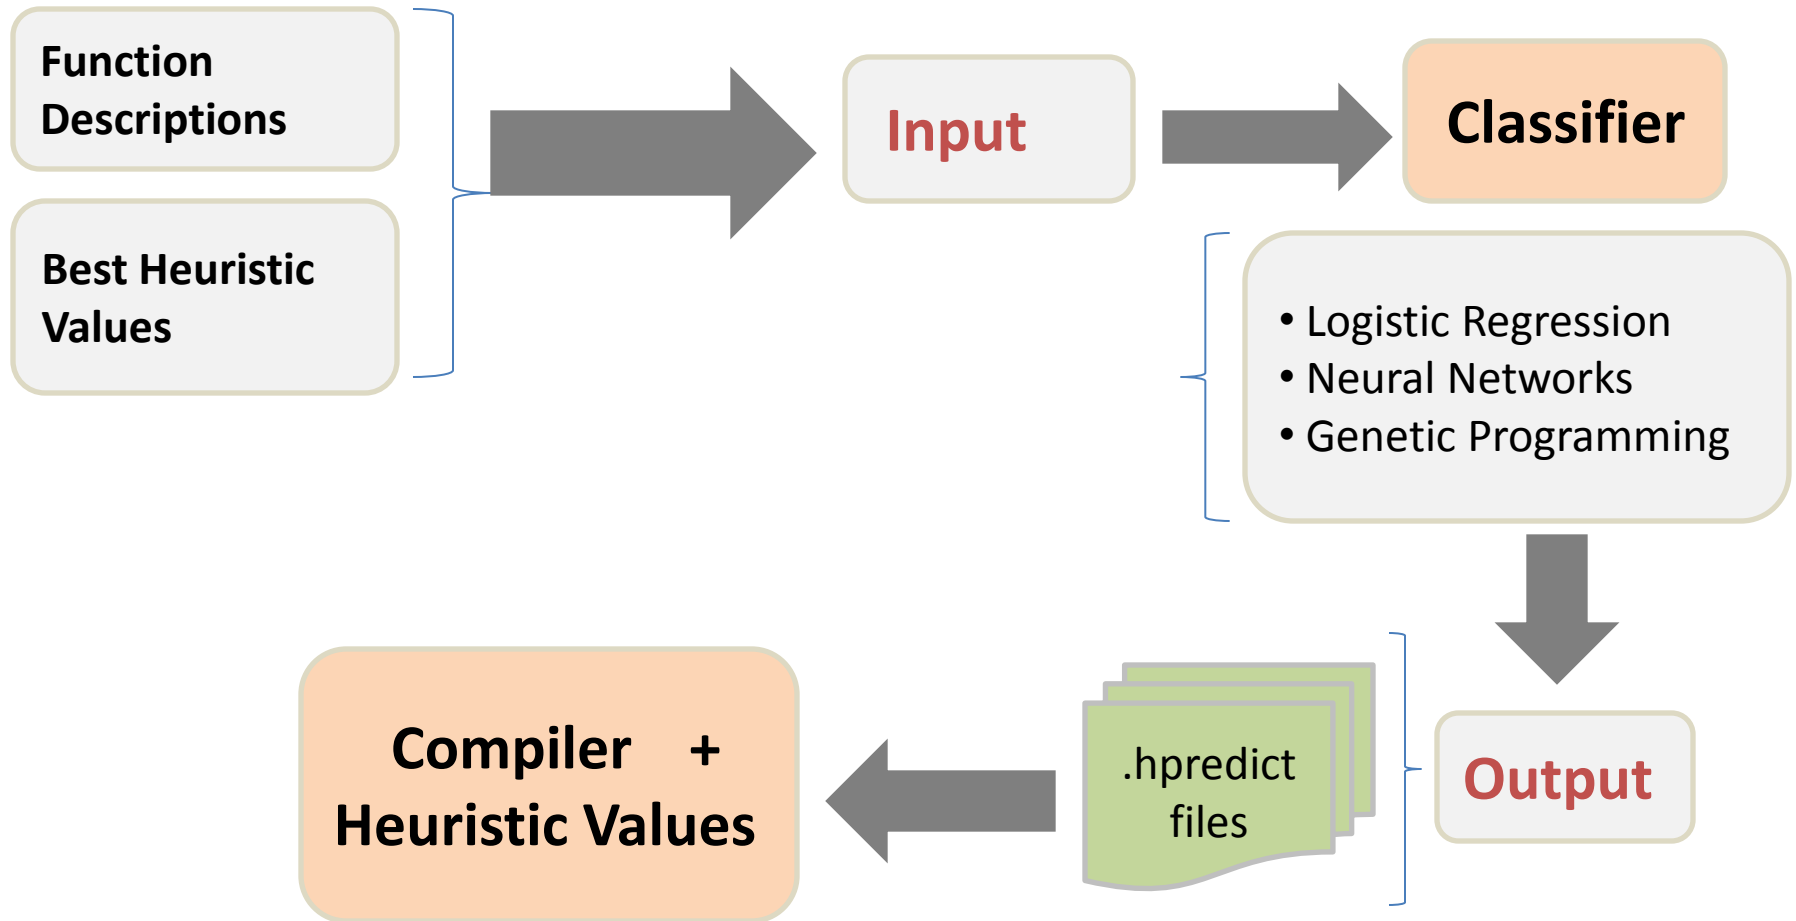 Function
Descriptions
Best Heuristic
Values
Input
Classifier
• Logistic Regression
• Neural Networks
• Genetic Programming
Output
.hpredict
files
Compiler +
Heuristic Values